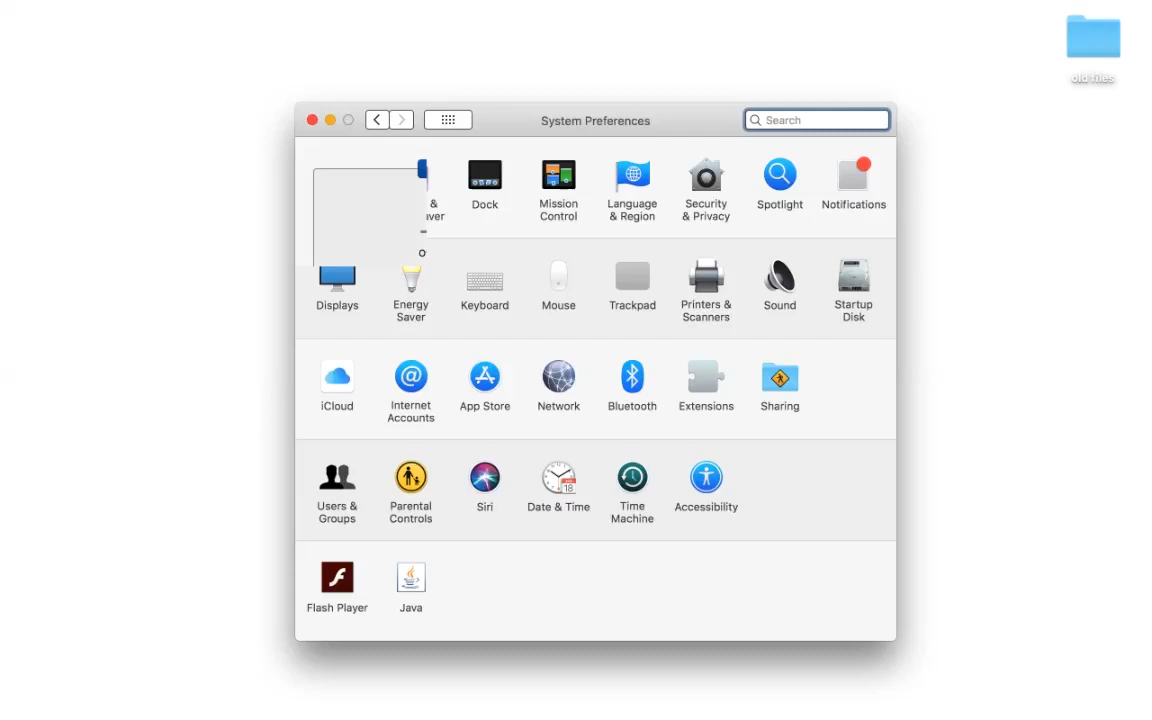 System Preferences
Search
&
aver
Dock
Mission
Control
Language
& Region
Security
& Privacy
Spotlight
Notifications
Displays
Energy
Saver
Keyboard
Mouse
Trackpad
Printers &
Scanners
Sound
Startup
Disk
iCloud
Internet
Accounts
App Store
Network
Bluetooth
Extensions
Sharing
Users &
Groups
Parental
Controls
Siri
Date & Time
18
Time
Machine
Accessibility
Flash Player
Java
old files